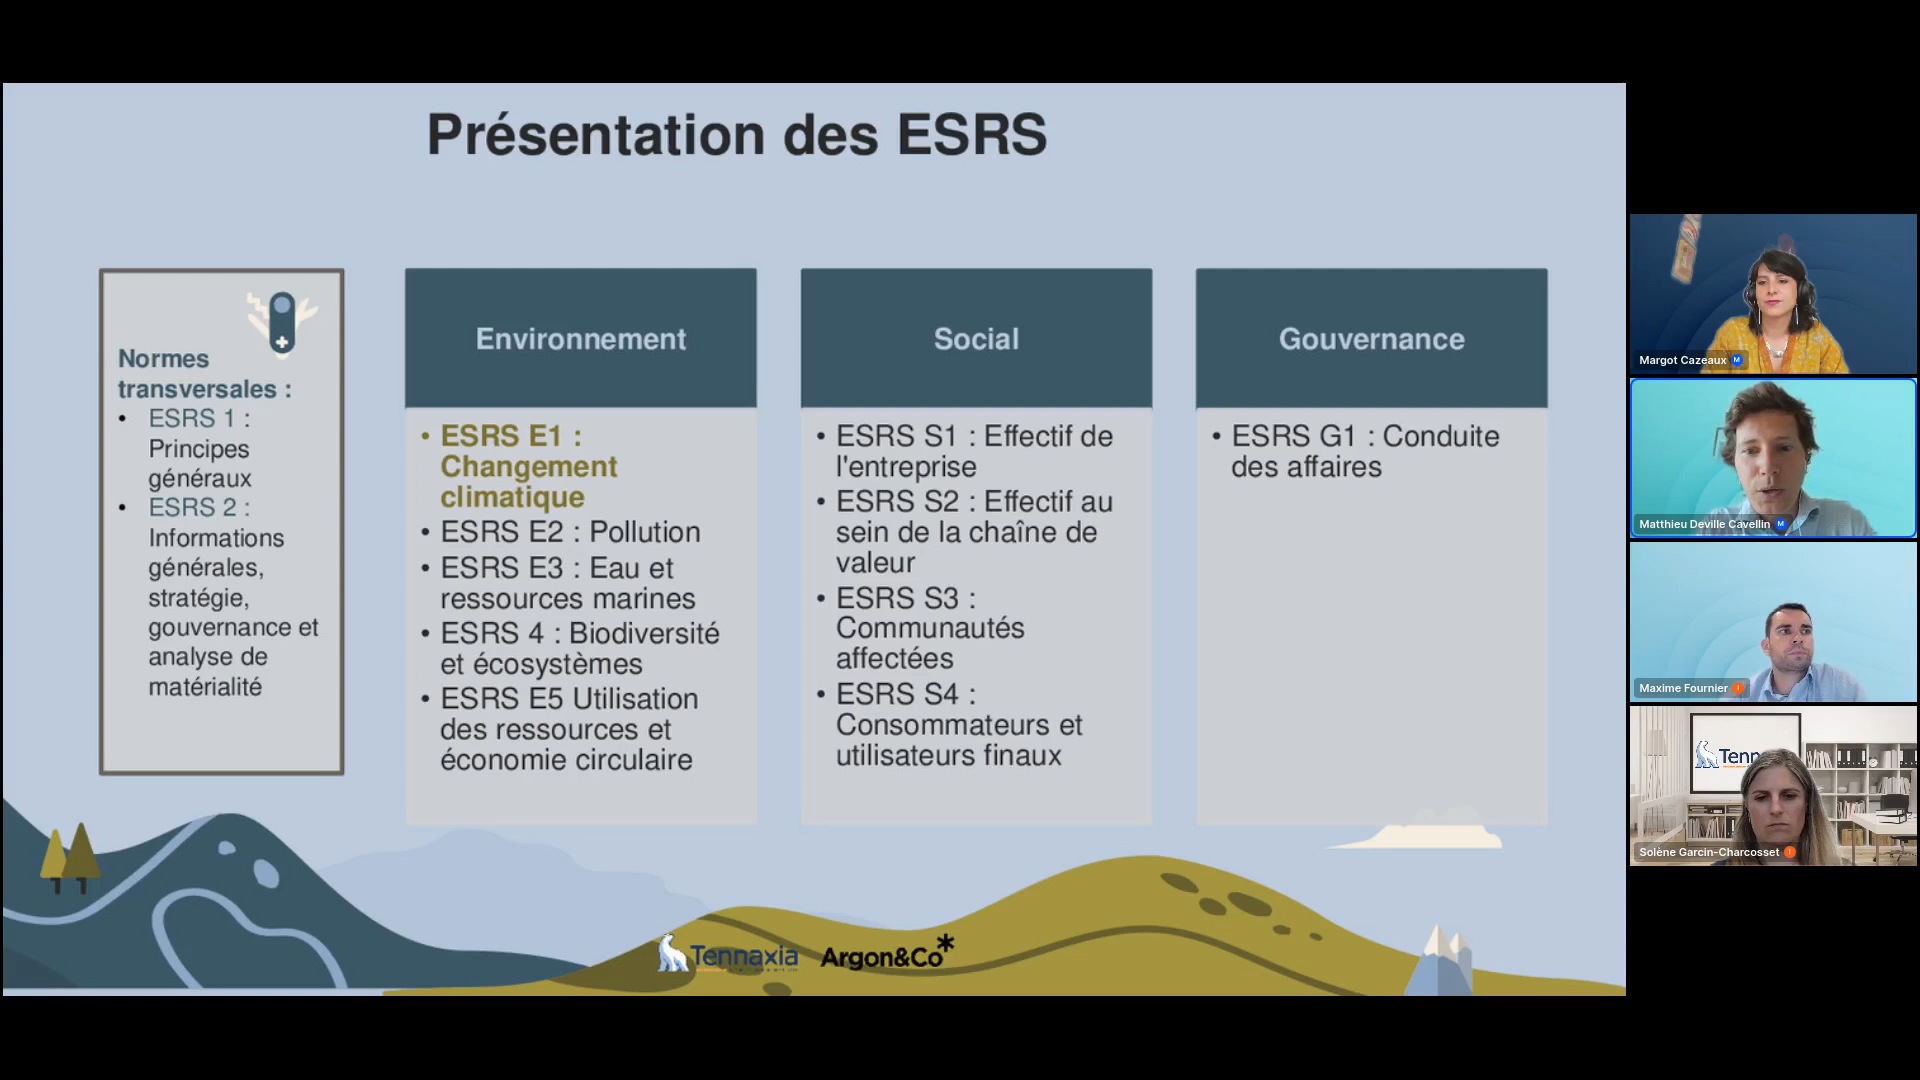 Présentation des ESRS
Normes
transversales :
• ESRS 1 :
Principes
généraux
• ESRS 2 :
Informations
générales,
stratégie,
gouvernance et
analyse de
matérialité
Environnement
• ESRS E1 :
Changement
climatique
• ESRS E2 : Pollution
• ESRS E3 : Eau et
ressources marines
• ESRS 4 : Biodiversité
et écosystèmes
• ESRS E5 Utilisation
des ressources et
économie circulaire
Social
• ESRS S1 : Effectif de
l'entreprise
• ESRS S2 : Effectif au
sein de la chaîne de
valeur
• ESRS S3 :
Communautés
affectées
• ESRS S4 :
Consommateurs et
utilisateurs finaux
Gouvernance
• ESRS G1 : Conduite
des affaires
Tennaxia
Argon&Co*
Margot Cazeaux M
Matthieu Deville Cavellin M
Maxime Fournier I
Tenn
Solène Garcin-Charcosset I